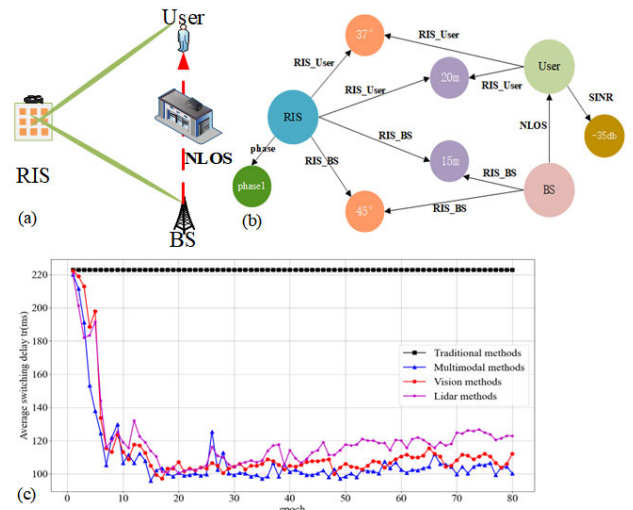 User
RIS
NLOS
(a)
BS
37°
RIS_User
RIS_User
RIS_User
20m
RIS_User
User
SINR
-35db
NLOS
RIS
phase
RIS_BS
RIS_BS
15m
RIS_BS
BS
phase1
45°
RIS_BS
(b)
Average switching delay tr(ms)
220
200
180
160
140
120
100
Traditional methods
Multimodal methods
Vision methods
Lidar methods
0 10 20 30 40 50 60 70 80
epoch
(c)